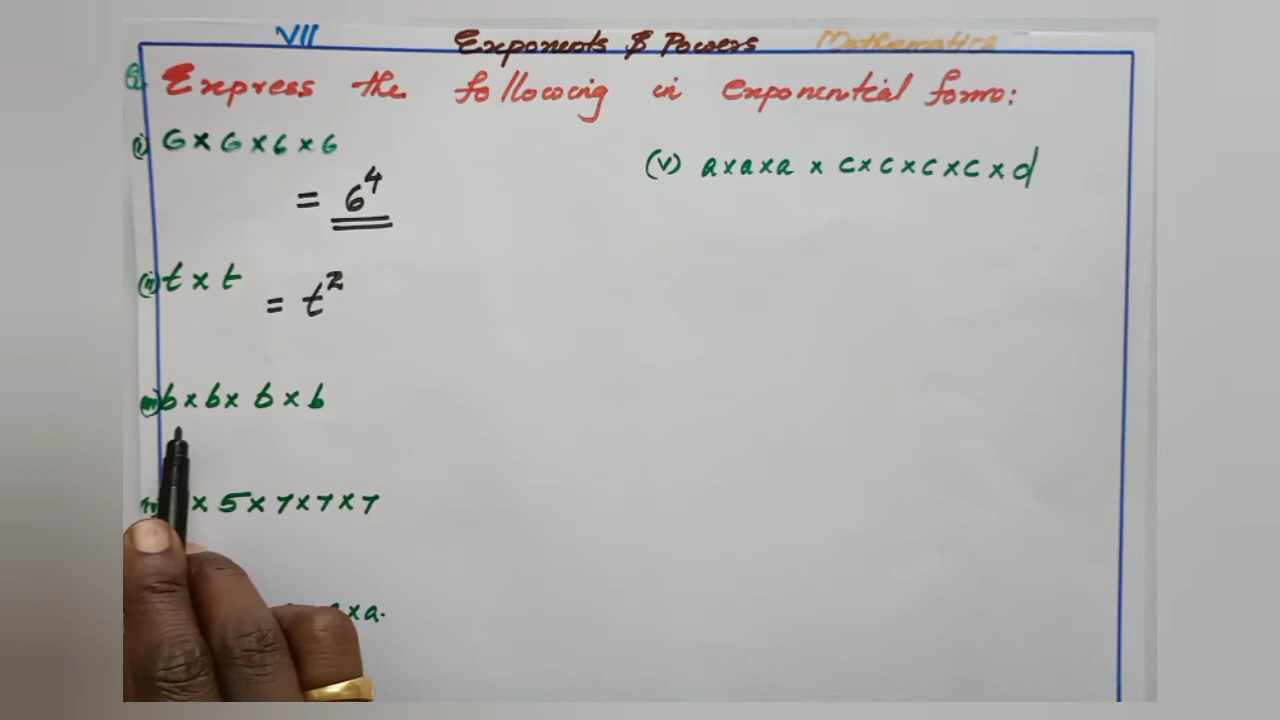 VII Exponents & Powers Mathematics
Express the following in exponential form:
(i) 6 × 6 × 6 × 6
= 6⁴
(ii) t × t
= t²
(iii) b × b × b × b
× 5 × 7 × 7 × 7
× a.
(v) a × a × a × c × c × c × c × d